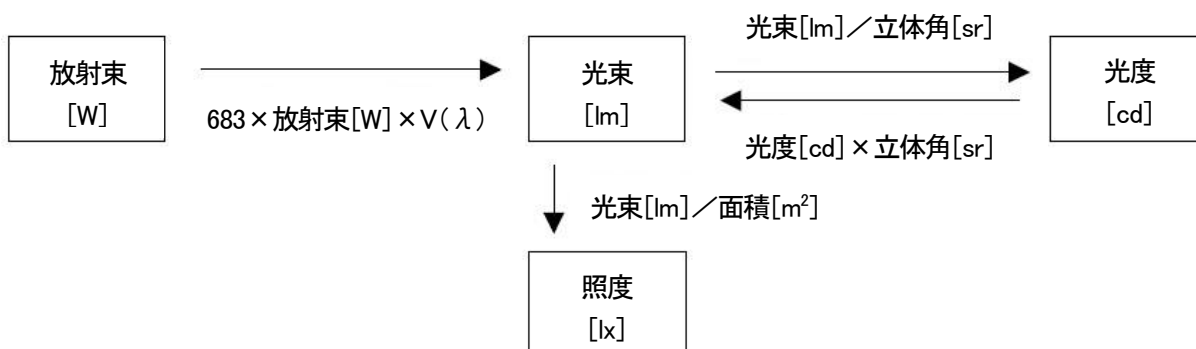 光束[lm]／立体角[sr]
放射束
[W]
683×放射束[W]×V(λ)
光束
[lm]
光度
[cd]
光度[cd]×立体角[sr]
光束[lm]／面積[m²]
照度
[lx]